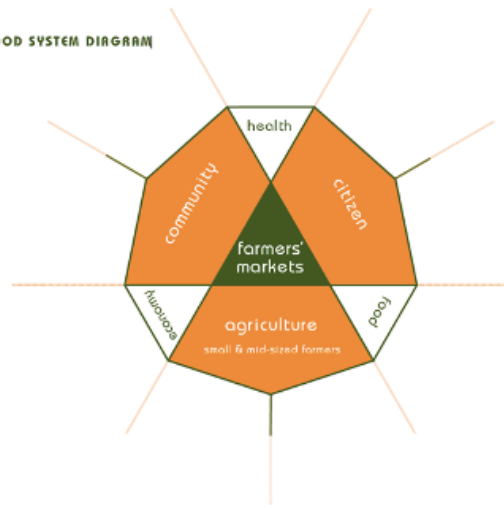 OD SYSTEM DIAGRAM
health
community
citizen
farmers'
markets
economy
food
agriculture
small & mid-sized farmers